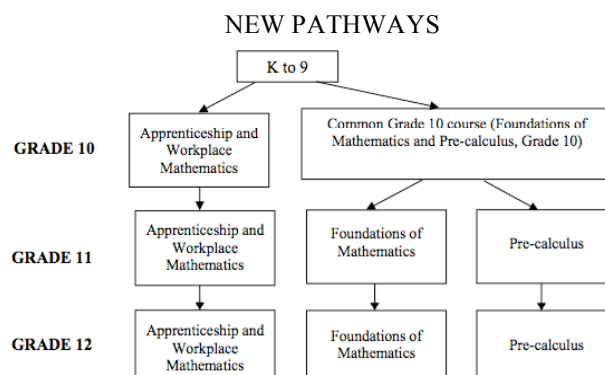 NEW PATHWAYS
K to 9
GRADE 10
Apprenticeship and
Workplace
Mathematics
Common Grade 10 course (Foundations of
Mathematics and Pre-calculus, Grade 10)
GRADE 11
Apprenticeship and
Workplace
Mathematics
Foundations of
Mathematics
Pre-calculus
GRADE 12
Apprenticeship and
Workplace
Mathematics
Foundations of
Mathematics
Pre-calculus